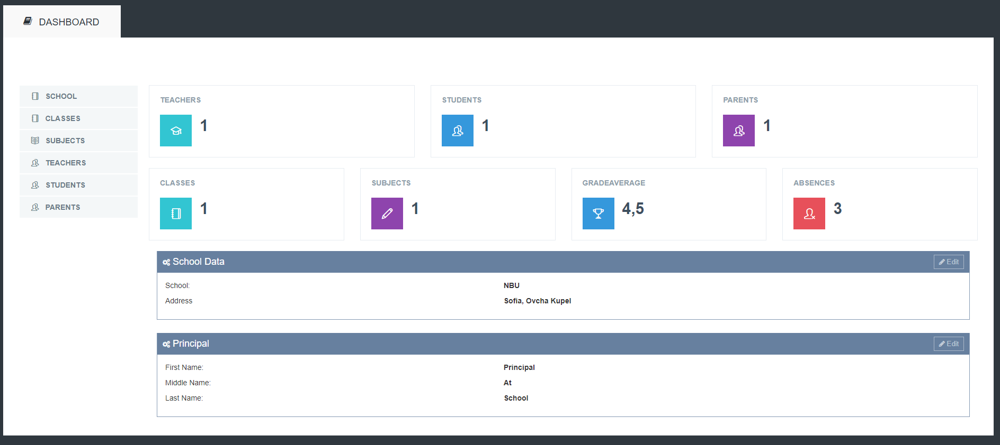 DASHBOARD
SCHOOL
CLASSES
SUBJECTS
TEACHERS
STUDENTS
PARENTS
TEACHERS
1
STUDENTS
1
PARENTS
1
CLASSES
1
SUBJECTS
1
GRADEAVERAGE
4,5
ABSENCES
3
School Data
Edit
School: NBU
Address Sofia, Ovcha Kupel
Principal
Edit
First Name: Principal
Middle Name: At
Last Name: School